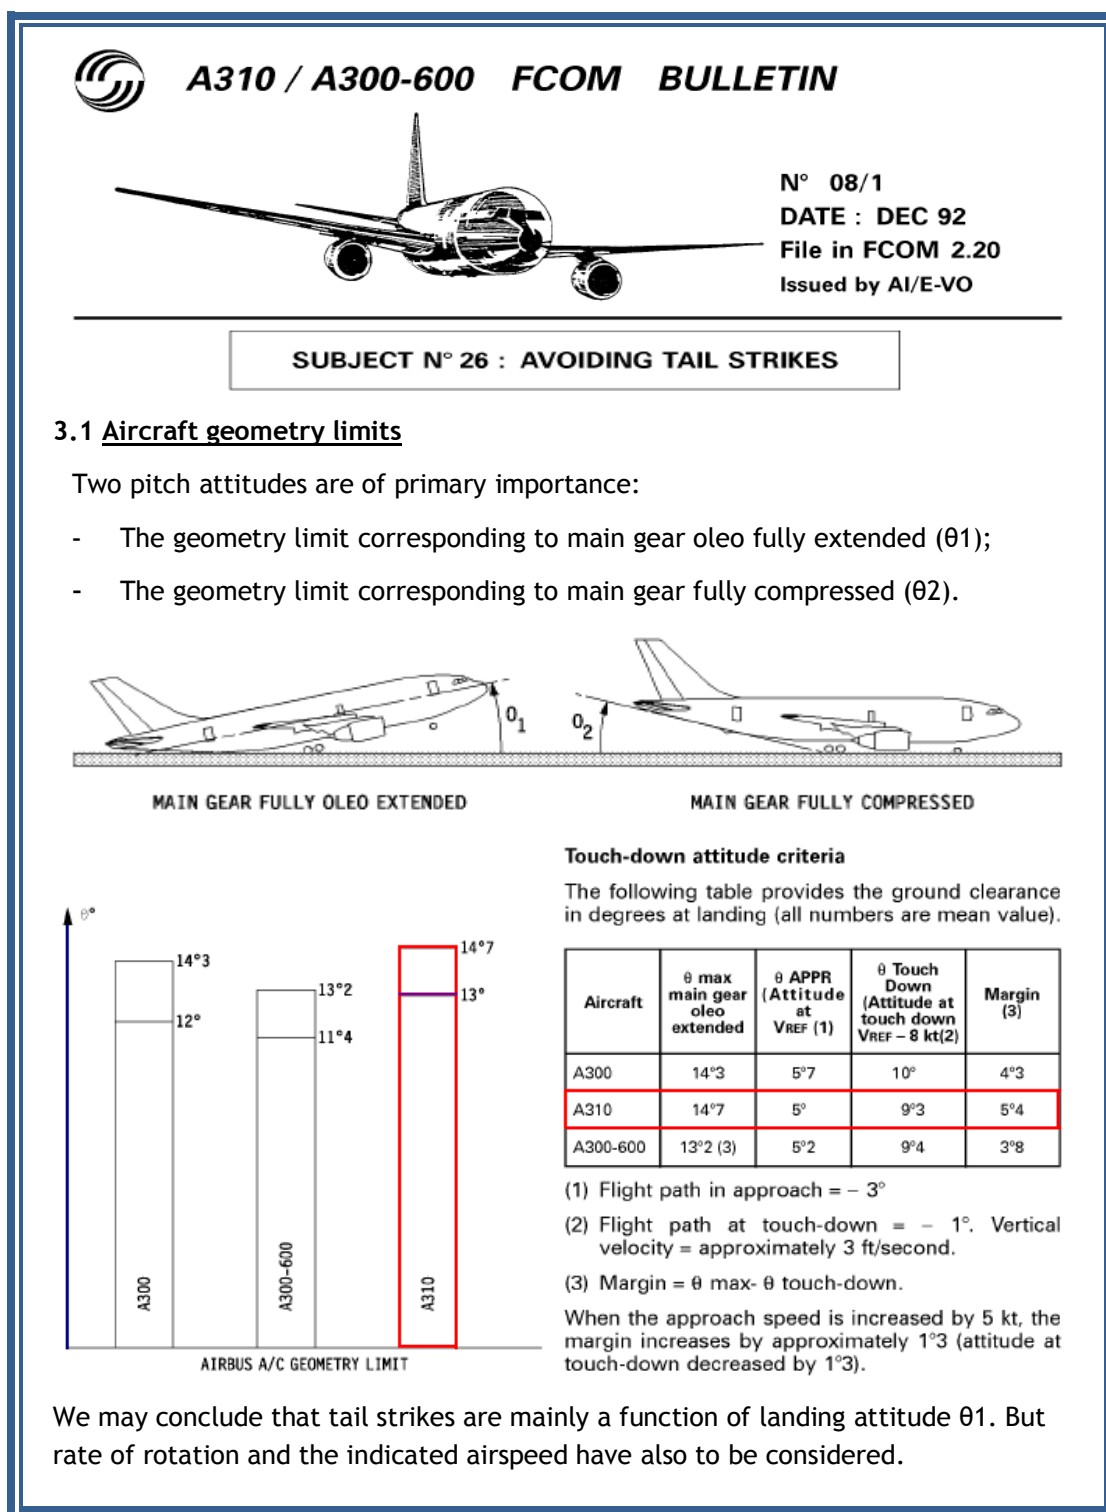 A310 / A300-600 FCOM BULLETIN
N° 08/1
DATE : DEC 92
File in FCOM 2.20
Issued by AI/E-VO
SUBJECT N° 26 : AVOIDING TAIL STRIKES
3.1 Aircraft geometry limits
Two pitch attitudes are of primary importance:
- The geometry limit corresponding to main gear oleo fully extended (θ1);
- The geometry limit corresponding to main gear fully compressed (θ2).
θ1
θ2
MAIN GEAR FULLY OLEO EXTENDED
MAIN GEAR FULLY COMPRESSED
θ°
14°3
12°
13°2
11°4
14°7
13°
A300
A300-600
A310
AIRBUS A/C GEOMETRY LIMIT
Touch-down attitude criteria
The following table provides the ground clearance
in degrees at landing (all numbers are mean value).
Aircraft
θ max
main gear
oleo
extended
θ APPR
(Attitude
at
VREF (1)
θ Touch
Down
(Attitude at
touch down
VREF – 8 kt(2)
Margin
(3)
A300 14°3 5°7 10° 4°3
A310 14°7 5° 9°3 5°4
A300-600 13°2 (3) 5°2 9°4 3°8
(1) Flight path in approach = – 3°
(2) Flight path at touch-down = – 1°. Vertical
velocity = approximately 3 ft/second.
(3) Margin = θ max- θ touch-down.
When the approach speed is increased by 5 kt, the
margin increases by approximately 1°3 (attitude at
touch-down decreased by 1°3).
We may conclude that tail strikes are mainly a function of landing attitude θ1. But
rate of rotation and the indicated airspeed have also to be considered.